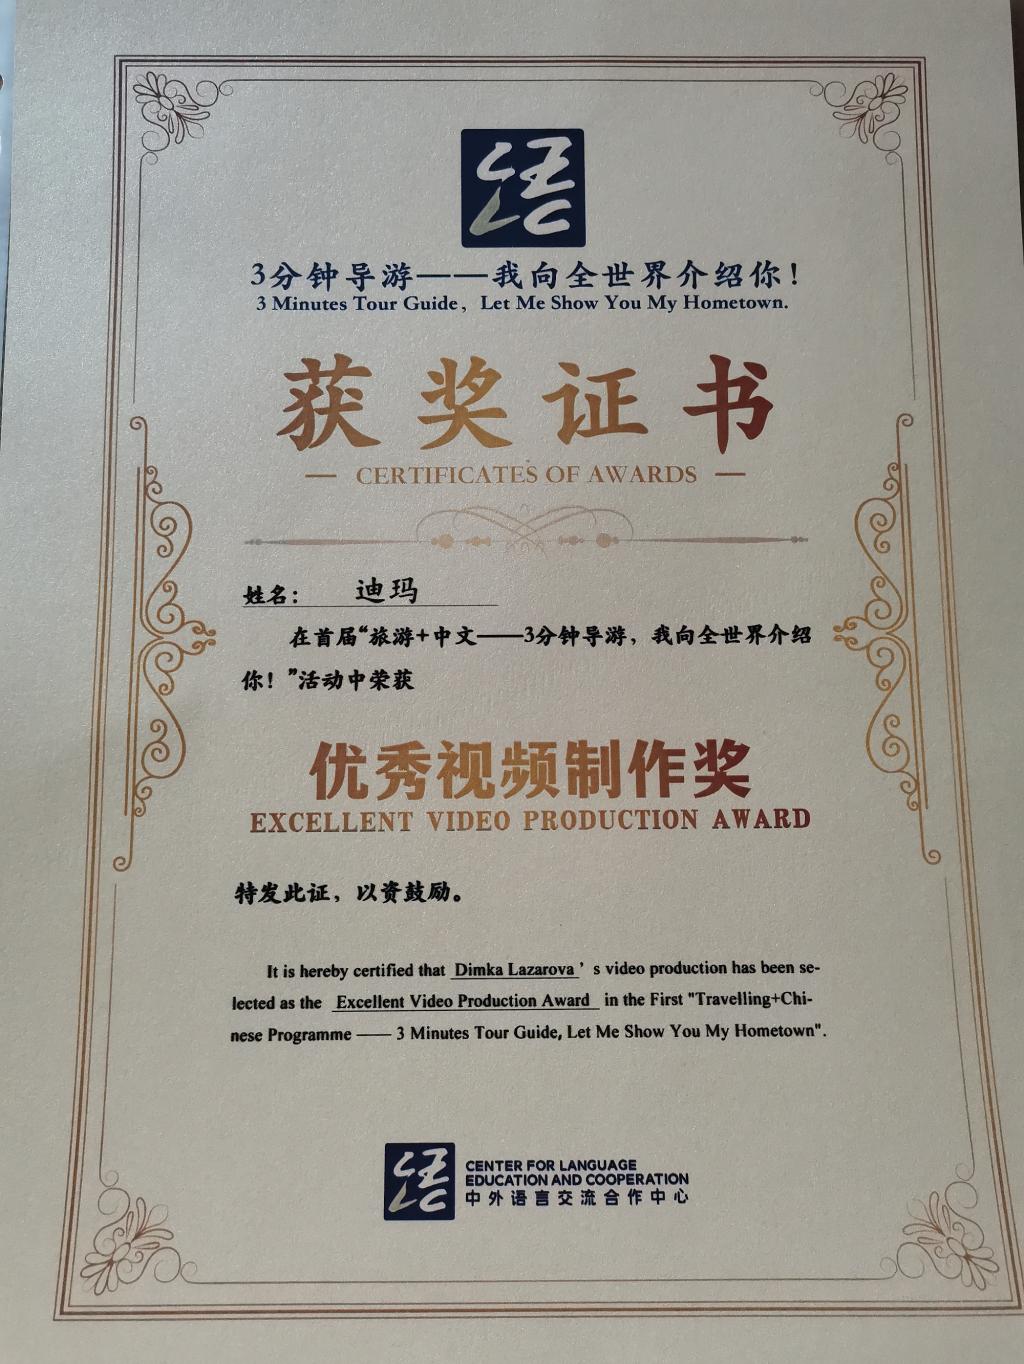 3分钟导游——我向全世界介绍你！
3 Minutes Tour Guide, Let Me Show You My Hometown.
获奖证书
— CERTIFICATES OF AWARDS —
姓名： 迪玛
在首届“旅游+中文——3分钟导游，我向全世界介绍
你！”活动中荣获
优秀视频制作奖
EXCELLENT VIDEO PRODUCTION AWARD
特发此证，以资鼓励。
It is hereby certified that Dimka Lazarova ’s video production has been se-
lected as the Excellent Video Production Award in the First "Travelling+Chi-
nese Programme —— 3 Minutes Tour Guide, Let Me Show You My Hometown".
CENTER FOR LANGUAGE
EDUCATION AND COOPERATION
中外语言交流合作中心